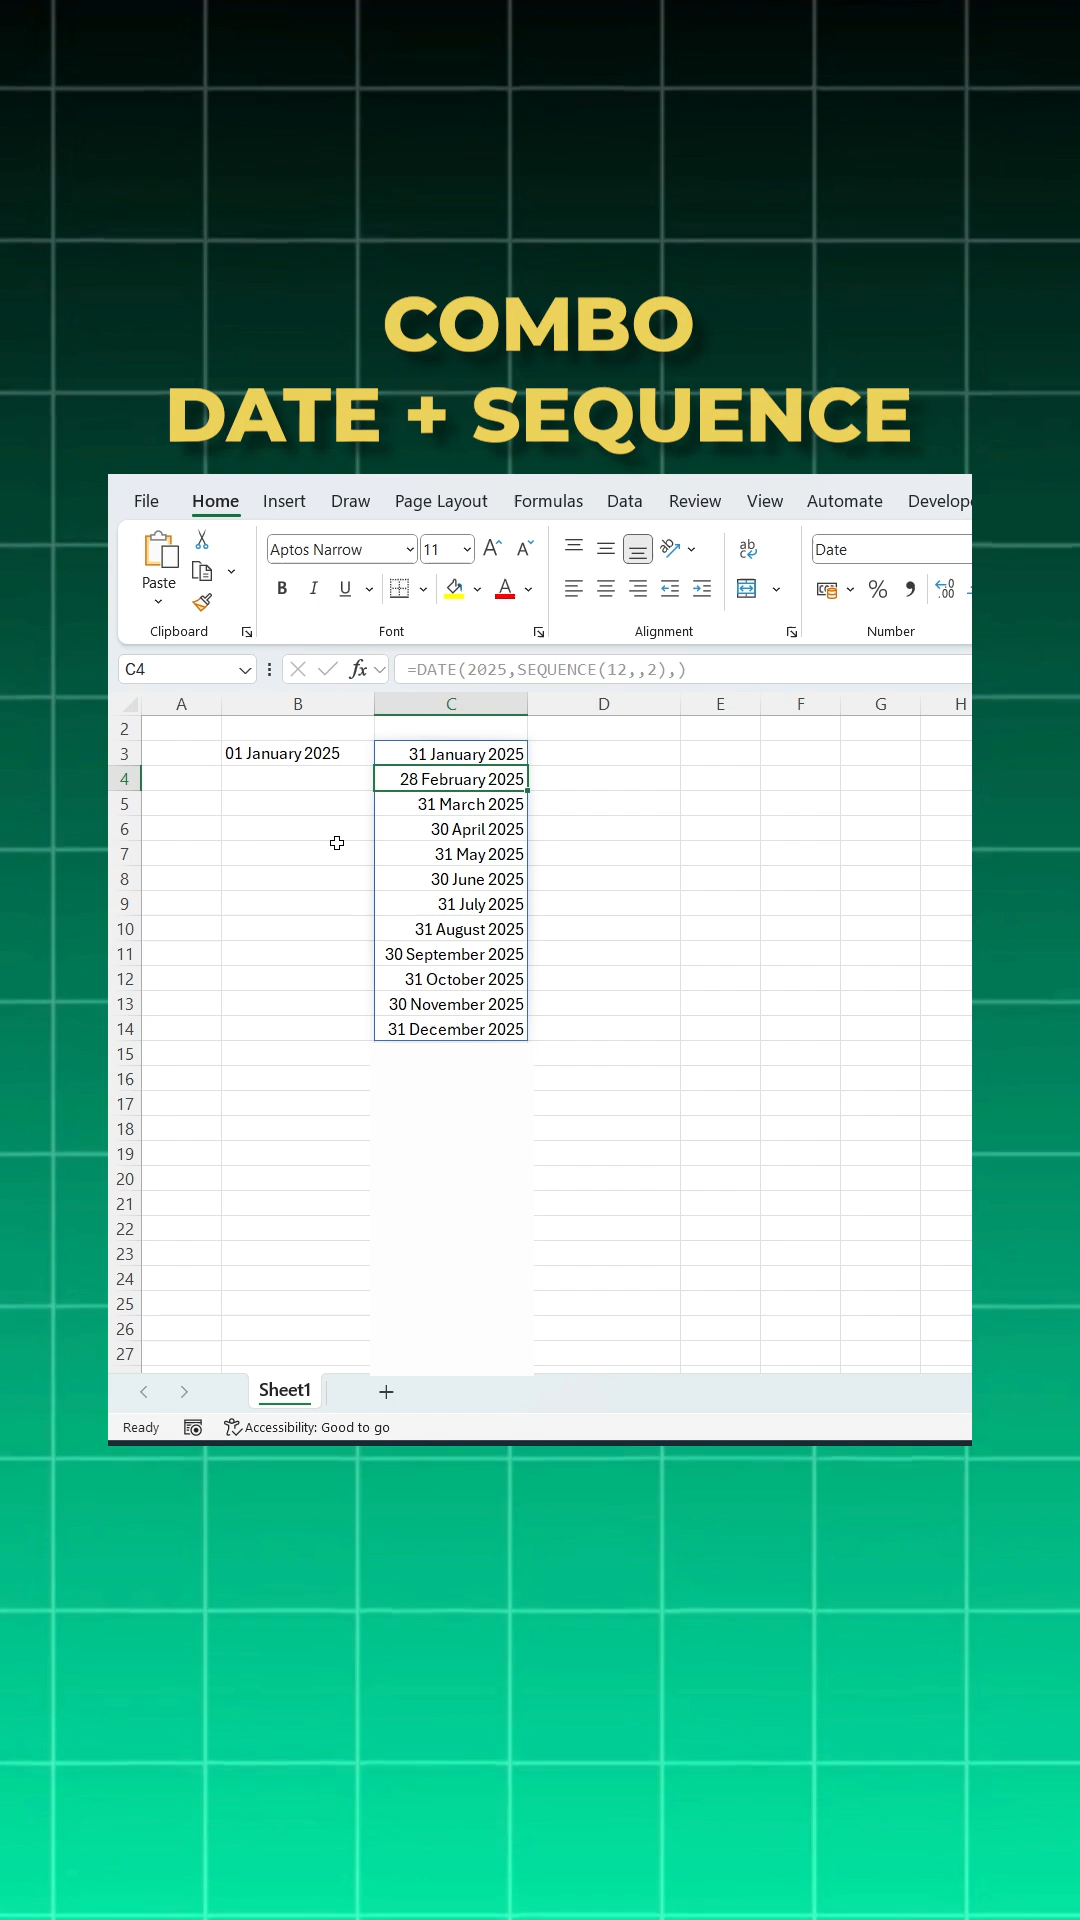 COMBO
DATE + SEQUENCE
File Home Insert Draw Page Layout Formulas Data Review View Automate
Aptos Narrow 11 Date
Paste B I U
Clipboard Font Alignment Number
C4 fx =DATE(2025,SEQUENCE(12,,2),)
A B C D E F G H
2
3 01 January 2025 31 January 2025
4 28 February 2025
5 31 March 2025
6 30 April 2025
7 31 May 2025
8 30 June 2025
9 31 July 2025
10 31 August 2025
11 30 September 2025
12 31 October 2025
13 30 November 2025
14 31 December 2025
15
16
17
18
19
20
21
22
23
24
25
26
27
Sheet1
Ready Accessibility: Good to go